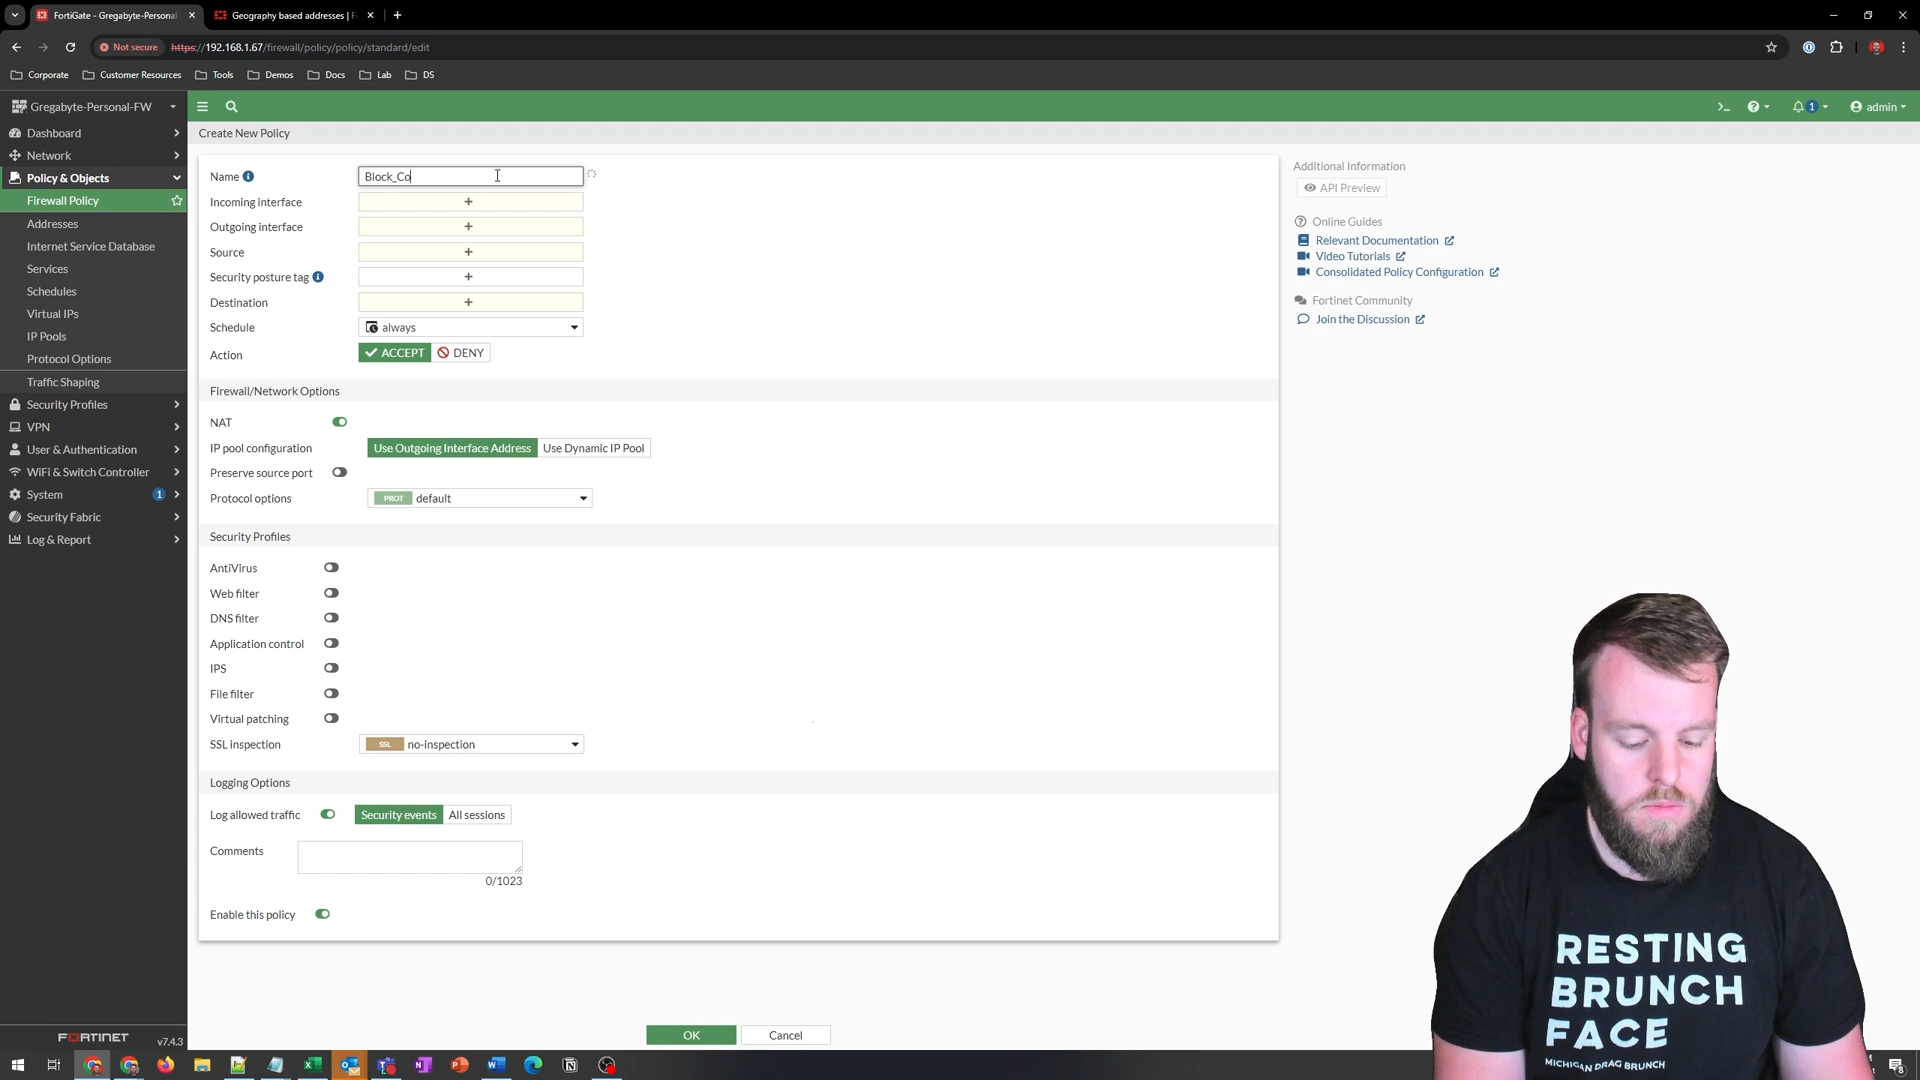 FortiGate - Gregabyte-Personal
Geography based addresses | F
Not secure
https://192.168.1.67/firewall/policy/policy/standard/edit
Corporate
Customer Resources
Tools
Demos
Docs
Lab
DS
Gregabyte-Personal-FW
Dashboard
Network
Policy & Objects
Firewall Policy
Addresses
Internet Service Database
Services
Schedules
Virtual IPs
IP Pools
Protocol Options
Traffic Shaping
Security Profiles
VPN
User & Authentication
WiFi & Switch Controller
System 1
Security Fabric
Log & Report
FORTINET v7.4.3
>_
1
admin
Create New Policy
Name Block_Co
Incoming interface +
Outgoing interface +
Source +
Security posture tag +
Destination +
Schedule always
Action ACCEPT DENY
Firewall/Network Options
NAT
IP pool configuration Use Outgoing Interface Address Use Dynamic IP Pool
Preserve source port
Protocol options PROT default
Security Profiles
AntiVirus
Web filter
DNS filter
Application control
IPS
File filter
Virtual patching
SSL inspection SSL no-inspection
Logging Options
Log allowed traffic Security events All sessions
Comments
0/1023
Enable this policy
OK Cancel
Additional Information
API Preview
Online Guides
Relevant Documentation
Video Tutorials
Consolidated Policy Configuration
Fortinet Community
Join the Discussion
RESTING
BRUNCH
FACE
MICHIGAN DRAG BRUNCH